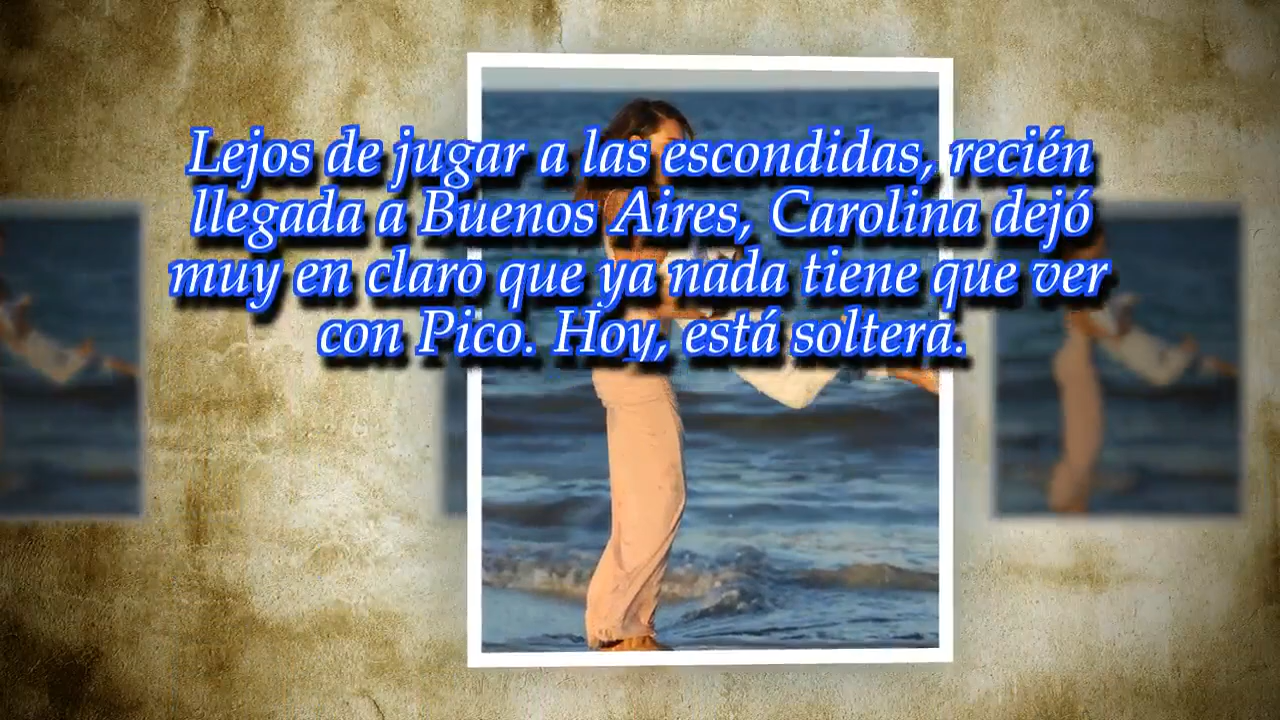 Lejos de jugar a las escondidas, recién
llegada a Buenos Aires, Carolina dejó
muy en claro que ya nada tiene que ver
con Pico. Hoy, está soltera.